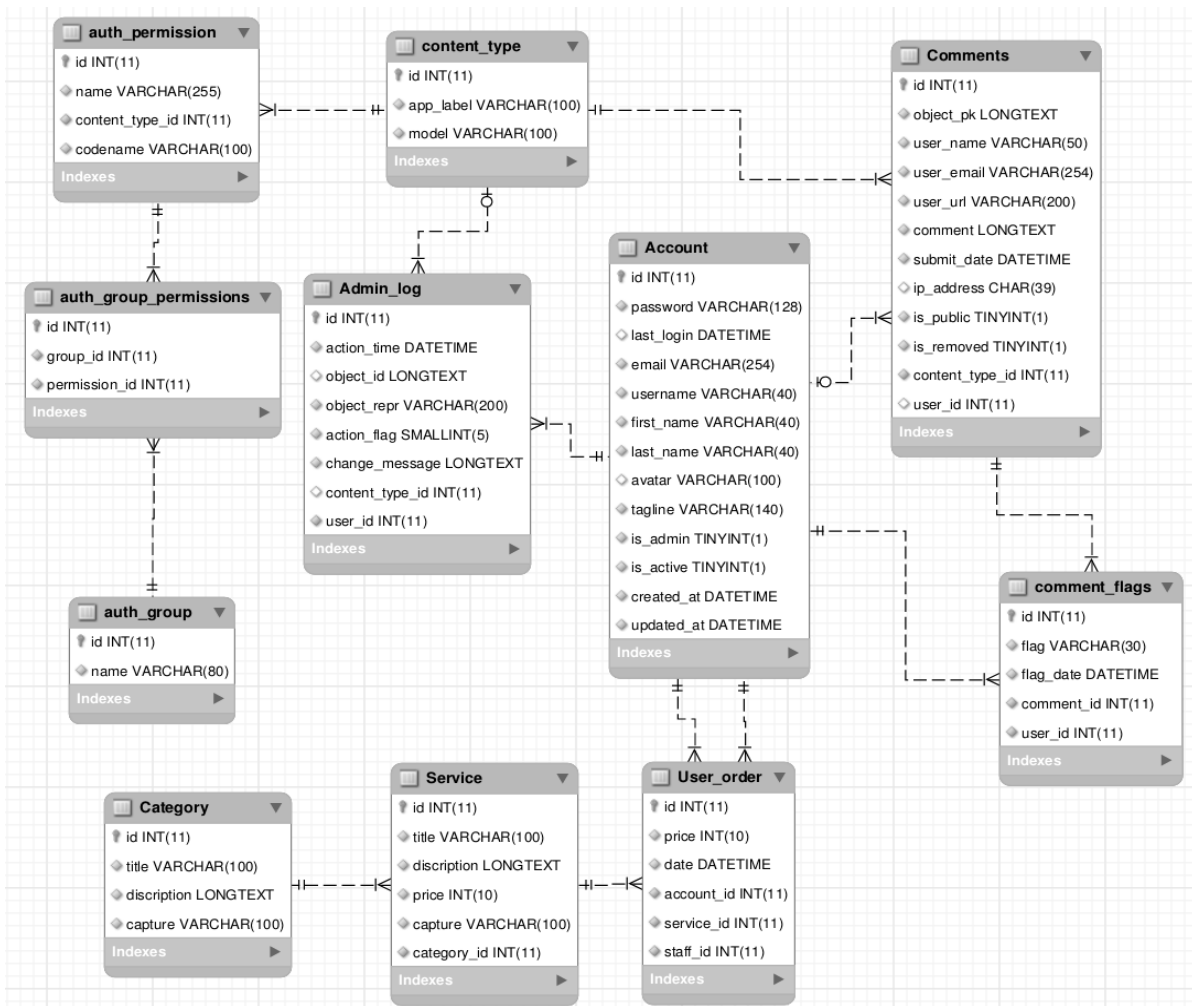 auth_permission
id INT(11)
name VARCHAR(255)
content_type_id INT(11)
codename VARCHAR(100)
Indexes
content_type
id INT(11)
app_label VARCHAR(100)
model VARCHAR(100)
Indexes
Comments
id INT(11)
object_pk LONGTEXT
user_name VARCHAR(50)
user_email VARCHAR(254)
user_url VARCHAR(200)
comment LONGTEXT
submit_date DATETIME
ip_address CHAR(39)
is_public TINYINT(1)
is_removed TINYINT(1)
content_type_id INT(11)
user_id INT(11)
Indexes
auth_group_permissions
id INT(11)
group_id INT(11)
permission_id INT(11)
Indexes
Admin_log
id INT(11)
action_time DATETIME
object_id LONGTEXT
object_repr VARCHAR(200)
action_flag SMALLINT(5)
change_message LONGTEXT
content_type_id INT(11)
user_id INT(11)
Indexes
Account
id INT(11)
password VARCHAR(128)
last_login DATETIME
email VARCHAR(254)
username VARCHAR(40)
first_name VARCHAR(40)
last_name VARCHAR(40)
avatar VARCHAR(100)
tagline VARCHAR(140)
is_admin TINYINT(1)
is_active TINYINT(1)
created_at DATETIME
updated_at DATETIME
Indexes
auth_group
id INT(11)
name VARCHAR(80)
Indexes
comment_flags
id INT(11)
flag VARCHAR(30)
flag_date DATETIME
comment_id INT(11)
user_id INT(11)
Indexes
Category
id INT(11)
title VARCHAR(100)
discription LONGTEXT
capture VARCHAR(100)
Indexes
Service
id INT(11)
title VARCHAR(100)
discription LONGTEXT
price INT(10)
capture VARCHAR(100)
category_id INT(11)
Indexes
User_order
id INT(11)
price INT(10)
date DATETIME
account_id INT(11)
service_id INT(11)
staff_id INT(11)
Indexes